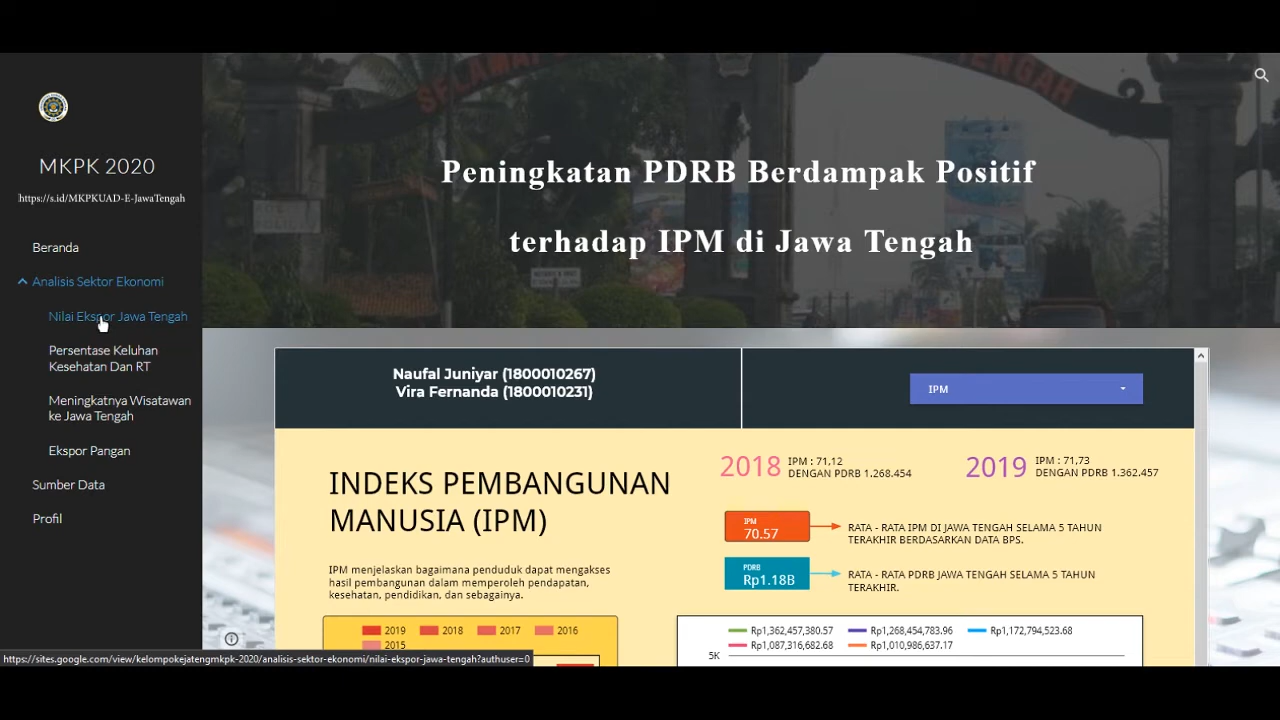 MKPK 2020
https://s.id/MKPKUAD-E-JawaTengah
Beranda
Analisis Sektor Ekonomi
Nilai Ekspor Jawa Tengah
Persentase Keluhan
Kesehatan Dan RT
Meningkatnya Wisatawan
ke Jawa Tengah
Ekspor Pangan
Sumber Data
Profil
https://sites.google.com/view/kelompokejatengmkpk-2020/analisis-sektor-ekonomi/nilai-ekspor-jawa-tengah?authuser=0
Peningkatan PDRB Berdampak Positif
terhadap IPM di Jawa Tengah
Naufal Juniyar (1800010267)
Vira Fernanda (1800010231)
IPM
INDEKS PEMBANGUNAN
MANUSIA (IPM)
IPM menjelaskan bagaimana penduduk dapat mengakses
hasil pembangunan dalam memperoleh pendapatan,
kesehatan, pendidikan, dan sebagainya.
2018 IPM : 71,12
DENGAN PDRB 1.268.454
2019 IPM : 71,73
DENGAN PDRB 1.362.457
IPM
70.57
RATA - RATA IPM DI JAWA TENGAH SELAMA 5 TAHUN
TERAKHIR BERDASARKAN DATA BPS.
PDRB
Rp1.18B
RATA - RATA PDRB JAWA TENGAH SELAMA 5 TAHUN
TERAKHIR.
2019 2018 2017 2016
2015
Rp1,362,457,380.57 Rp1,268,454,783.96 Rp1,172,794,523.68
Rp1,087,316,682.68 Rp1,010,986,637.17
5K